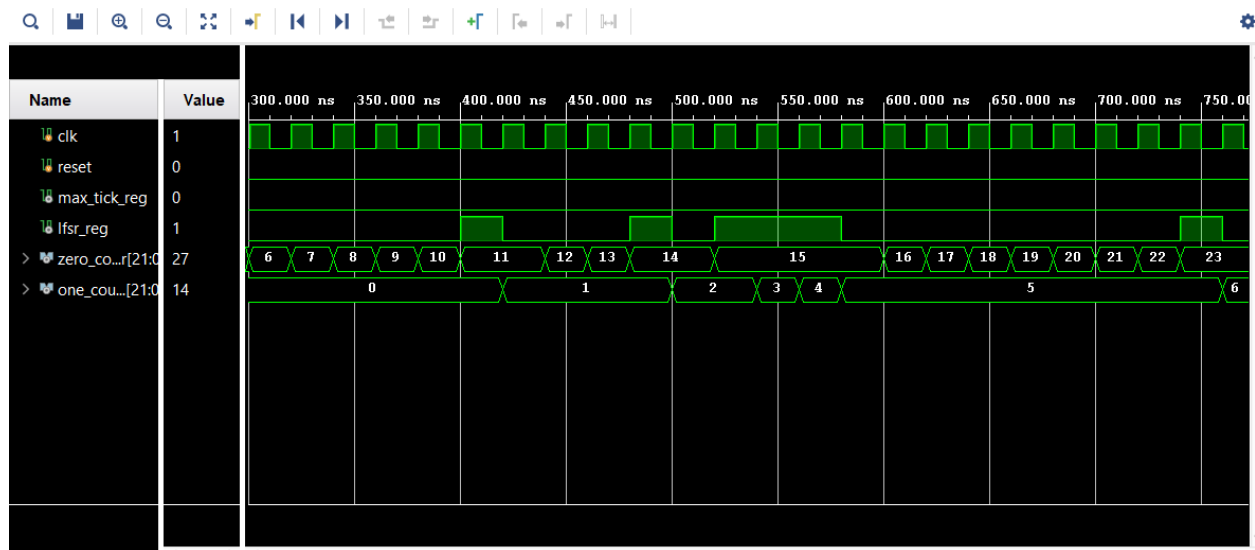 Name Value
300.000 ns 350.000 ns 400.000 ns 450.000 ns 500.000 ns 550.000 ns 600.000 ns 650.000 ns 700.000 ns 750.00
clk 1
reset 0
max_tick_reg 0
lfsr_reg 1
zero_co...r[21:0 27 6 7 8 9 10 11 12 13 14 15 16 17 18 19 20 21 22 23
one_cou...[21:0 14 0 1 2 3 4 5 6